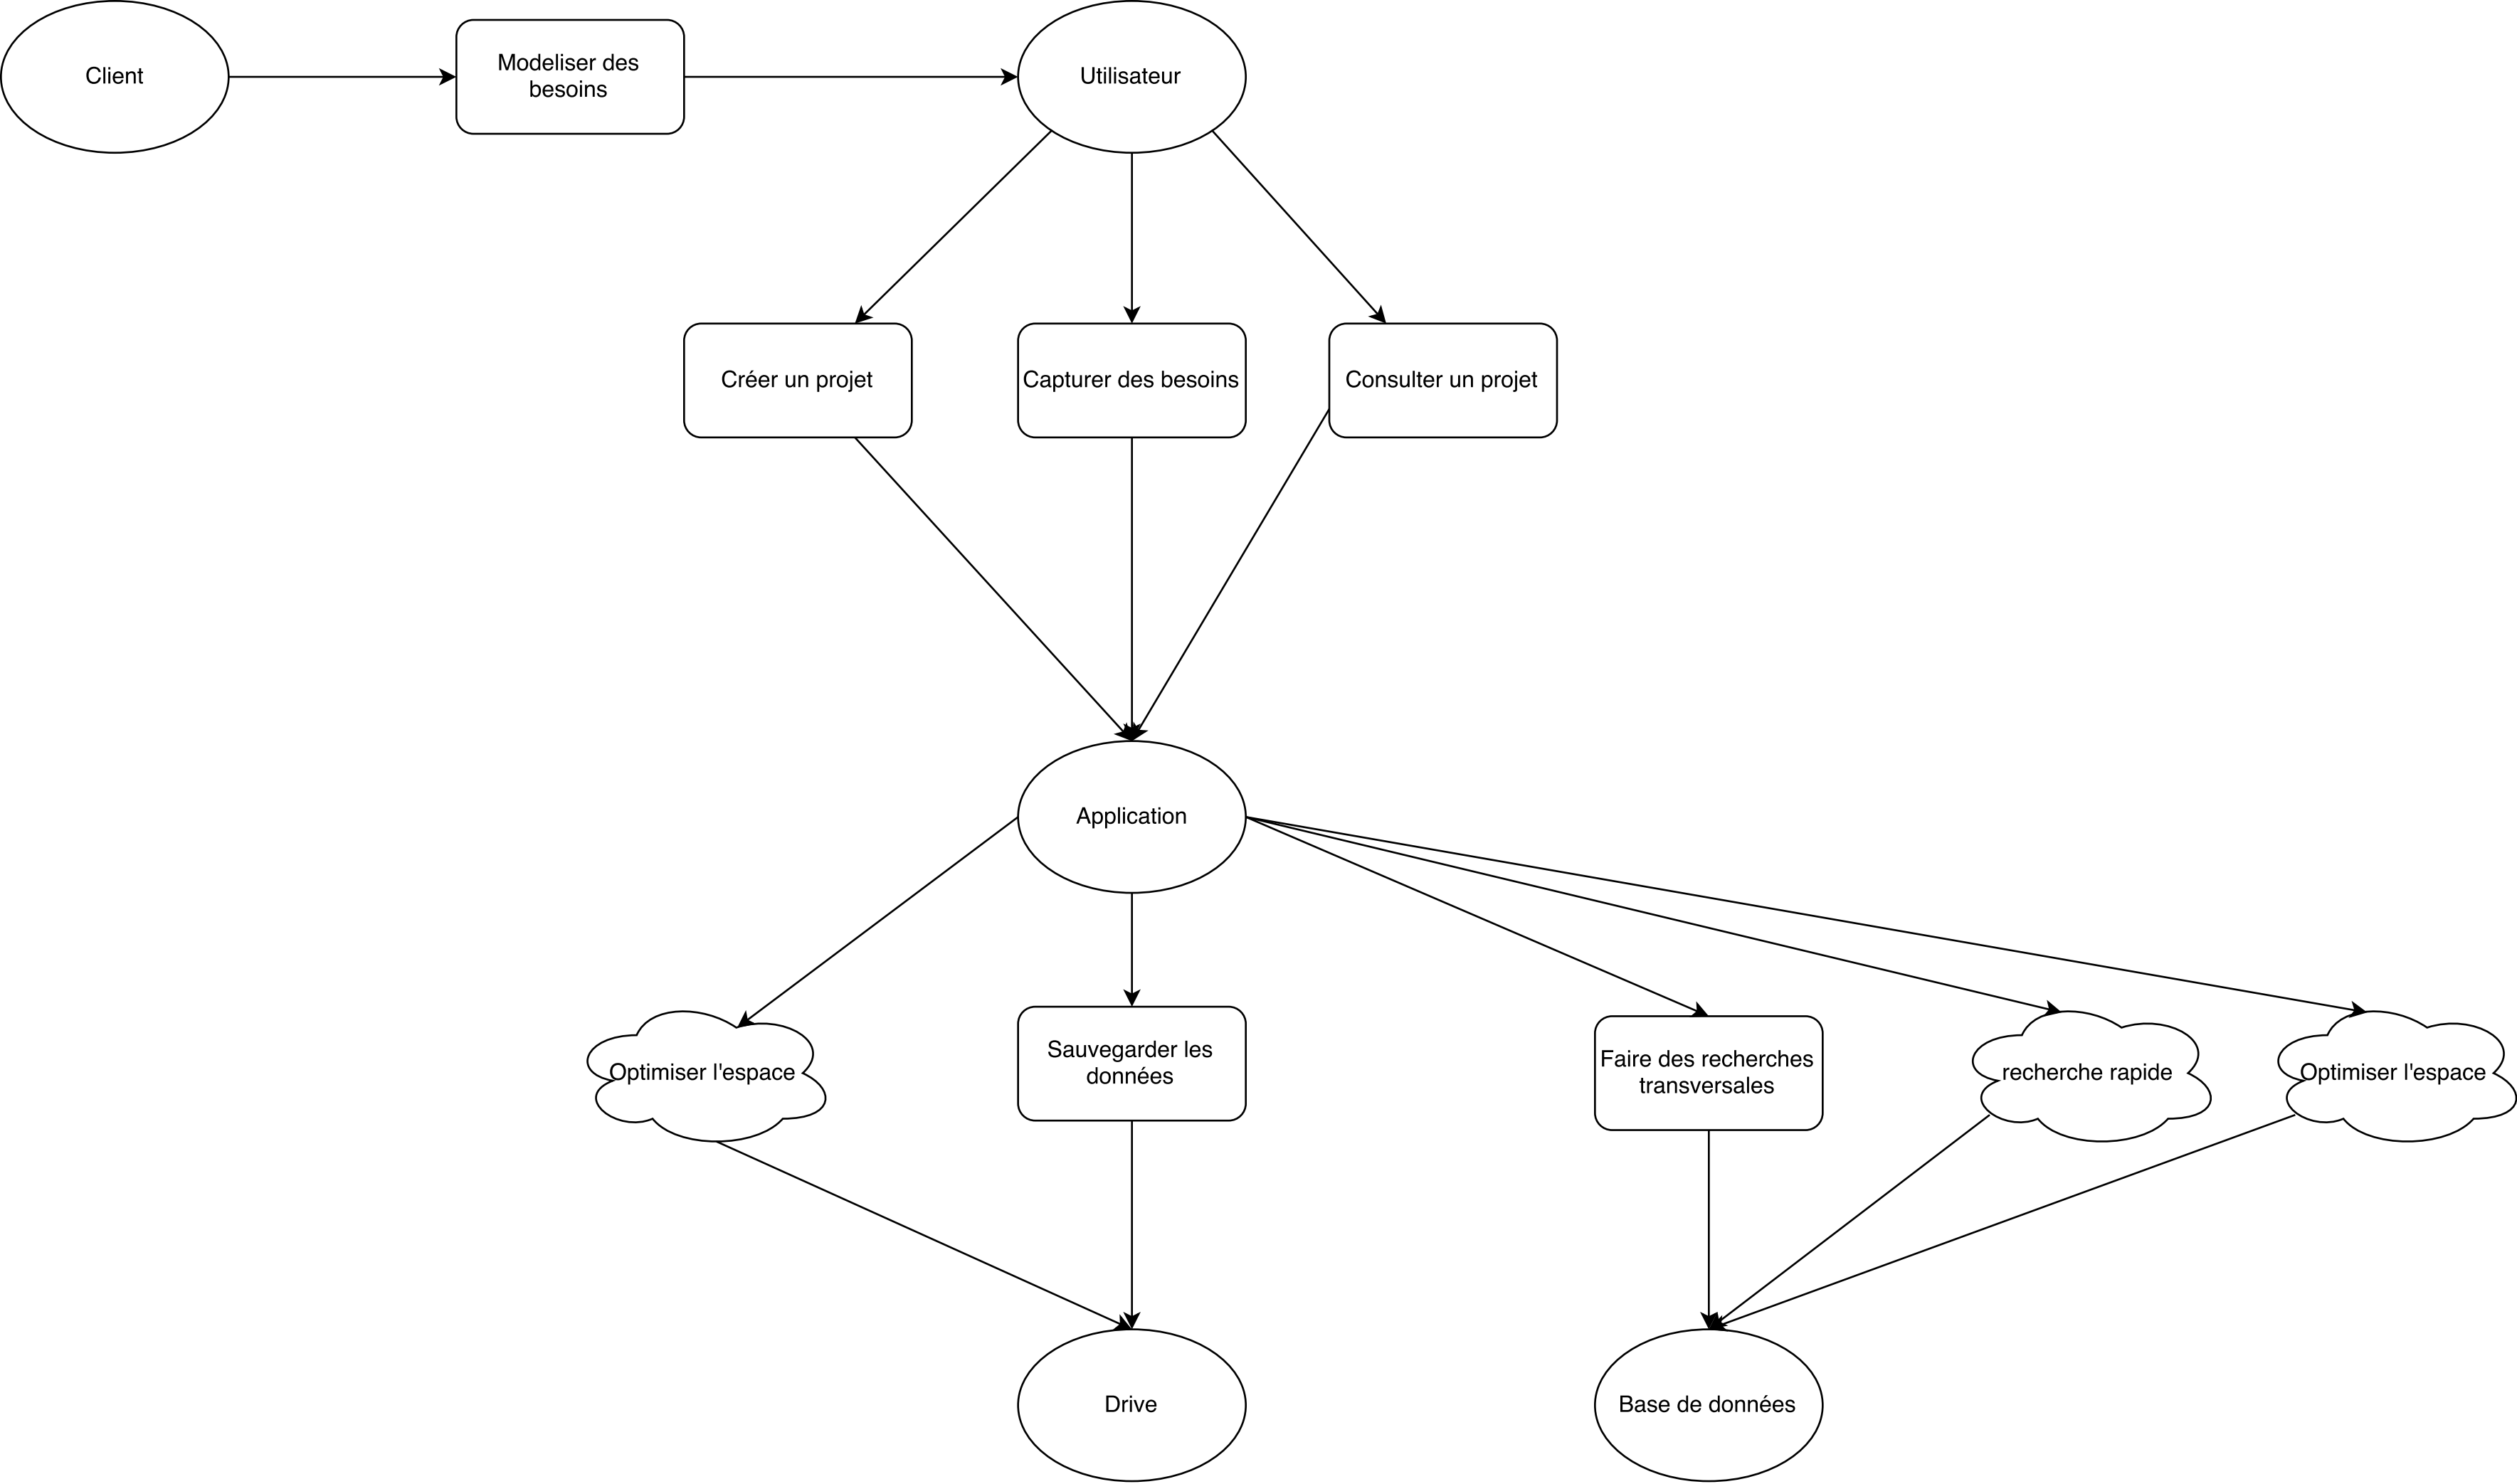 Client
Modeliser des
besoins
Utilisateur
Créer un projet
Capturer des besoins
Consulter un projet
Application
Optimiser l'espace
Sauvegarder les
données
Faire des recherches
transversales
recherche rapide
Optimiser l'espace
Drive
Base de données